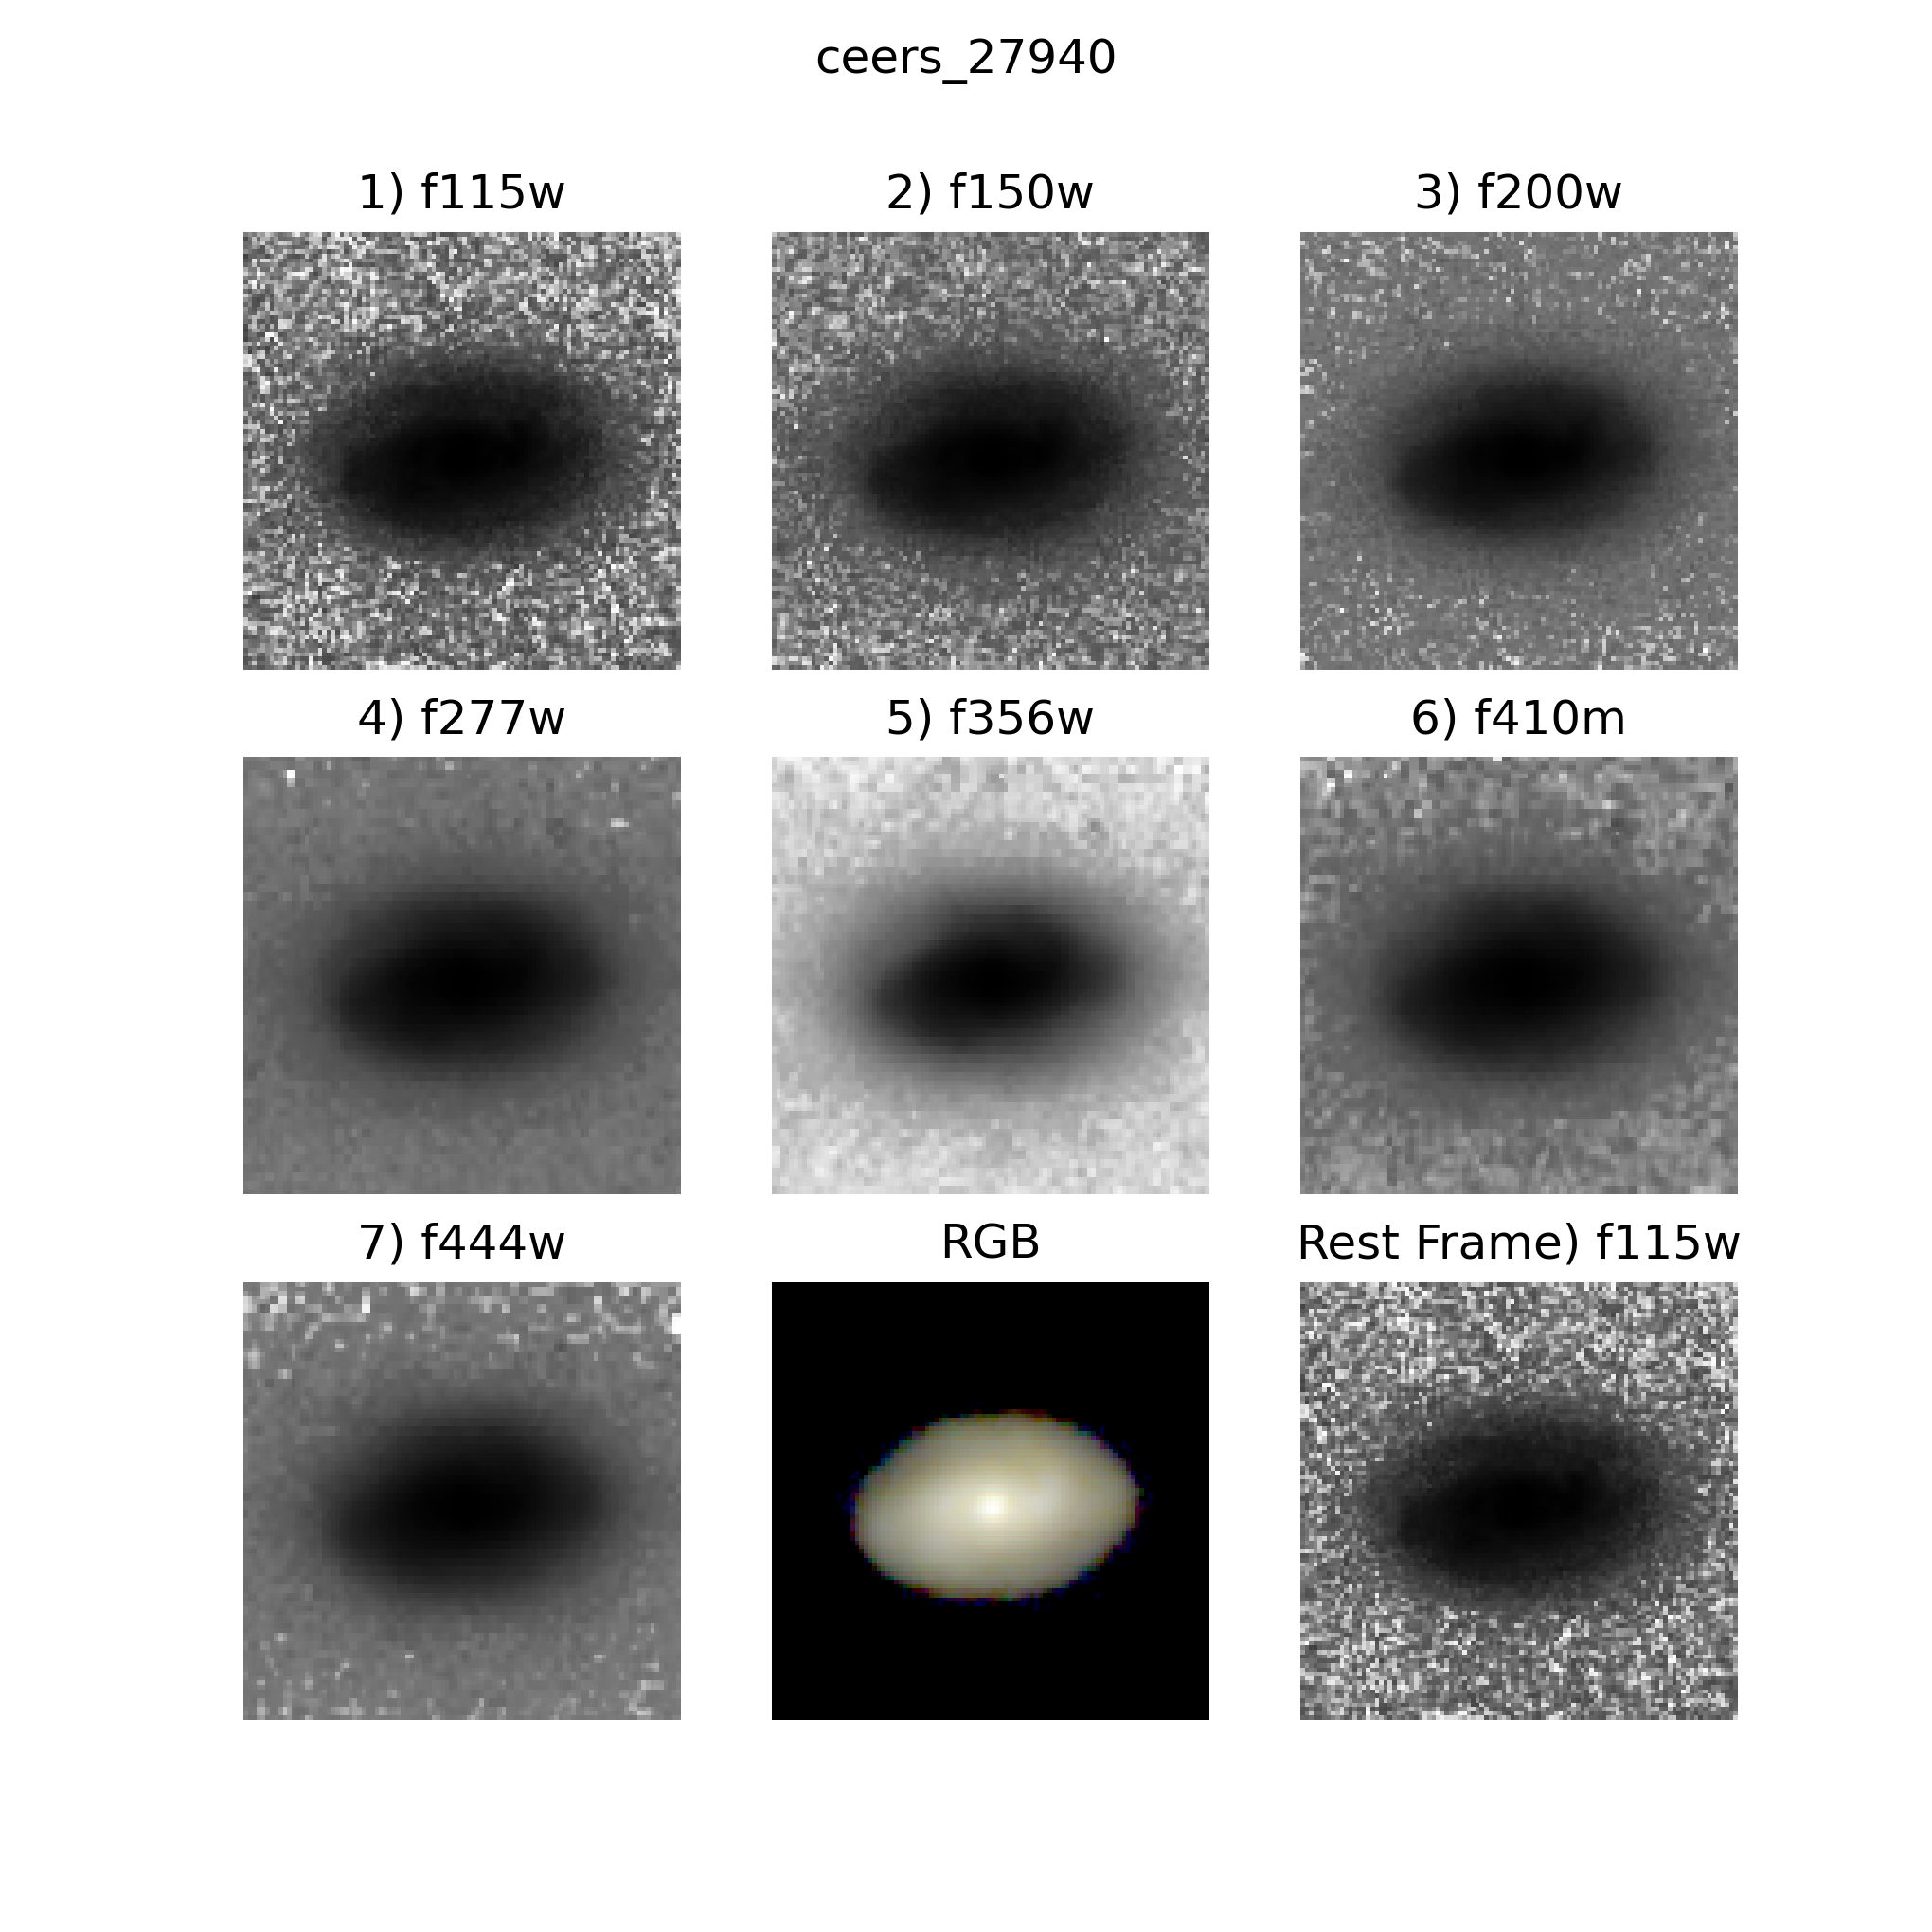 ceers_27940
1) f115w
2) f150w
3) f200w
4) f277w
5) f356w
6) f410m
7) f444w
RGB
Rest Frame) f115w